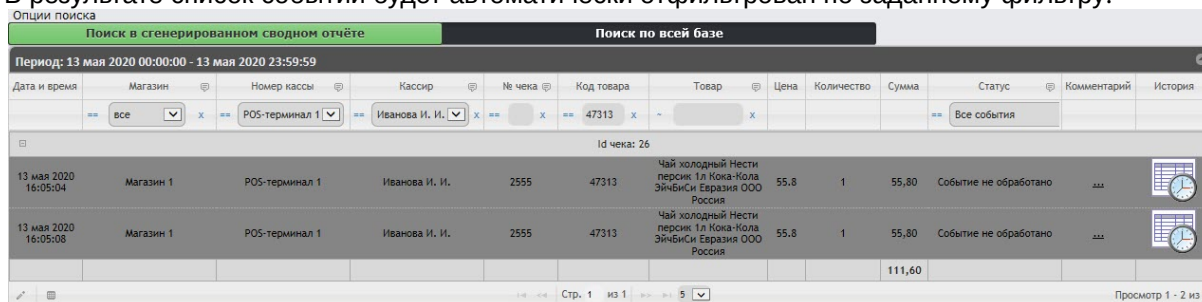 В результате список событий будет автоматически отфильтрован по заданному фильтру.
Опции поиска
Поиск в сгенерированном сводном отчёте Поиск по всей базе
Период: 13 мая 2020 00:00:00 - 13 мая 2020 23:59:59
Дата и время Магазин Номер кассы Кассир № чека Код товара Товар Цена Количество Сумма Статус Комментарий История
== все x == POS-терминал 1 == Иванова И. И. x == x == 47313 x ~ x == Все события
Id чека: 26
13 мая 2020 16:05:04 Магазин 1 POS-терминал 1 Иванова И. И. 2555 47313 Чай холодный Нести персик 1л Кока-Кола ЭйчБиСи Евразия ООО Россия 55.8 1 55,80 Событие не обработано ...
13 мая 2020 16:05:08 Магазин 1 POS-терминал 1 Иванова И. И. 2555 47313 Чай холодный Нести персик 1л Кока-Кола ЭйчБиСи Евразия ООО Россия 55.8 1 55,80 Событие не обработано ...
111,60
Стр. 1 из 1 5 Просмотр 1 - 2 из